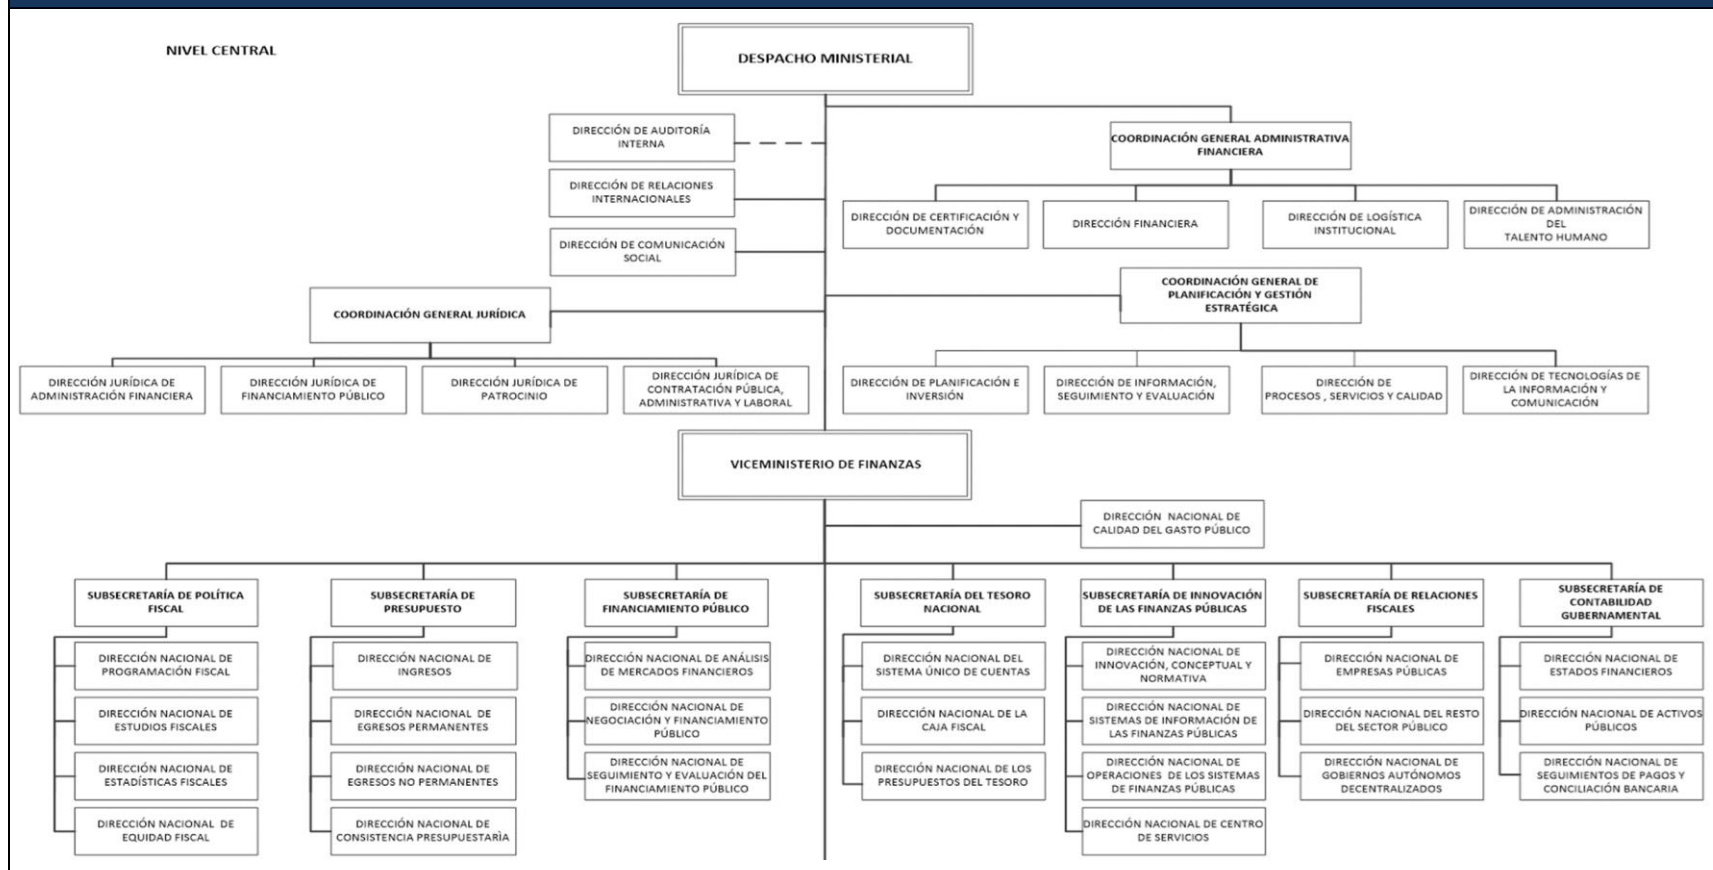 NIVEL CENTRAL
DESPACHO MINISTERIAL
DIRECCIÓN DE AUDITORÍA
INTERNA
COORDINACIÓN GENERAL ADMINISTRATIVA
FINANCIERA
DIRECCIÓN DE RELACIONES
INTERNACIONALES
DIRECCIÓN DE CERTIFICACIÓN Y
DOCUMENTACIÓN
DIRECCIÓN FINANCIERA
DIRECCIÓN DE LOGÍSTICA
INSTITUCIONAL
DIRECCIÓN DE ADMINISTRACIÓN
DEL
TALENTO HUMANO
DIRECCIÓN DE COMUNICACIÓN
SOCIAL
COORDINACIÓN GENERAL JURÍDICA
COORDINACIÓN GENERAL DE
PLANIFICACIÓN Y GESTIÓN
ESTRATÉGICA
DIRECCIÓN JURÍDICA DE
ADMINISTRACIÓN FINANCIERA
DIRECCIÓN JURÍDICA DE
FINANCIAMIENTO PÚBLICO
DIRECCIÓN JURÍDICA DE
PATROCINIO
DIRECCIÓN JURÍDICA DE
CONTRATACIÓN PÚBLICA,
ADMINISTRATIVA Y LABORAL
DIRECCIÓN DE PLANIFICACIÓN E
INVERSIÓN
DIRECCIÓN DE INFORMACIÓN,
SEGUIMIENTO Y EVALUACIÓN
DIRECCIÓN DE
PROCESOS , SERVICIOS Y CALIDAD
DIRECCIÓN DE TECNOLOGÍAS DE
LA INFORMACIÓN Y
COMUNICACIÓN
VICEMINISTERIO DE FINANZAS
DIRECCIÓN NACIONAL DE
CALIDAD DEL GASTO PÚBLICO
SUBSECRETARÍA DE POLÍTICA
FISCAL
DIRECCIÓN NACIONAL DE
PROGRAMACIÓN FISCAL
DIRECCIÓN NACIONAL DE
ESTUDIOS FISCALES
DIRECCIÓN NACIONAL DE
ESTADÍSTICAS FISCALES
DIRECCIÓN NACIONAL DE
EQUIDAD FISCAL
SUBSECRETARÍA DE
PRESUPUESTO
DIRECCIÓN NACIONAL DE
INGRESOS
DIRECCIÓN NACIONAL DE
EGRESOS PERMANENTES
DIRECCIÓN NACIONAL DE
EGRESOS NO PERMANENTES
DIRECCIÓN NACIONAL DE
CONSISTENCIA PRESUPUESTARÌA
SUBSECRETARÍA DE
FINANCIAMIENTO PÚBLICO
DIRECCIÓN NACIONAL DE ANÁLISIS
DE MERCADOS FINANCIEROS
DIRECCIÓN NACIONAL DE
NEGOCIACIÓN Y FINANCIAMIENTO
PÚBLICO
DIRECCIÓN NACIONAL DE
SEGUIMIENTO Y EVALUACIÓN DEL
FINANCIAMIENTO PÚBLICO
SUBSECRETARÍA DEL TESORO
NACIONAL
DIRECCIÓN NACIONAL DEL
SISTEMA ÚNICO DE CUENTAS
DIRECCIÓN NACIONAL DE LA
CAJA FISCAL
DIRECCIÓN NACIONAL DE LOS
PRESUPUESTOS DEL TESORO
SUBSECRETARÍA DE INNOVACIÓN
DE LAS FINANZAS PÚBLICAS
DIRECCIÓN NACIONAL DE
INNOVACIÓN, CONCEPTUAL Y
NORMATIVA
DIRECCIÓN NACIONAL DE
SISTEMAS DE INFORMACIÓN DE
LAS FINANZAS PÚBLICAS
DIRECCIÓN NACIONAL DE
OPERACIONES DE LOS SISTEMAS
DE FINANZAS PÚBLICAS
DIRECCIÓN NACIONAL DE CENTRO
DE SERVICIOS
SUBSECRETARÍA DE RELACIONES
FISCALES
DIRECCIÓN NACIONAL DE
EMPRESAS PÚBLICAS
DIRECCIÓN NACIONAL DEL RESTO
DEL SECTOR PÚBLICO
DIRECCIÓN NACIONAL DE
GOBIERNOS AUTÓNOMOS
DECENTRALIZADOS
SUBSECRETARÍA DE
CONTABILIDAD
GUBERNAMENTAL
DIRECCIÓN NACIONAL DE
ESTADOS FINANCIEROS
DIRECCIÓN NACIONAL DE ACTIVOS
PÚBLICOS
DIRECCIÓN NACIONAL DE
SEGUIMIENTOS DE PAGOS Y
CONCILIACIÓN BANCARIA